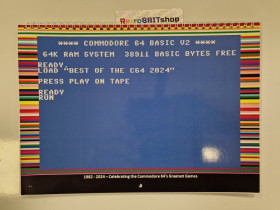 RetroBRITshop
**** COMMODORE 64 BASIC V2 ****
64K RAM SYSTEM 38911 BASIC BYTES FREE
READY.
LOAD "BEST OF THE C64 2024"
PRESS PLAY ON TAPE
READY
RUN
1982 - 2024 – Celebrating the Commodore 64's Greatest Games